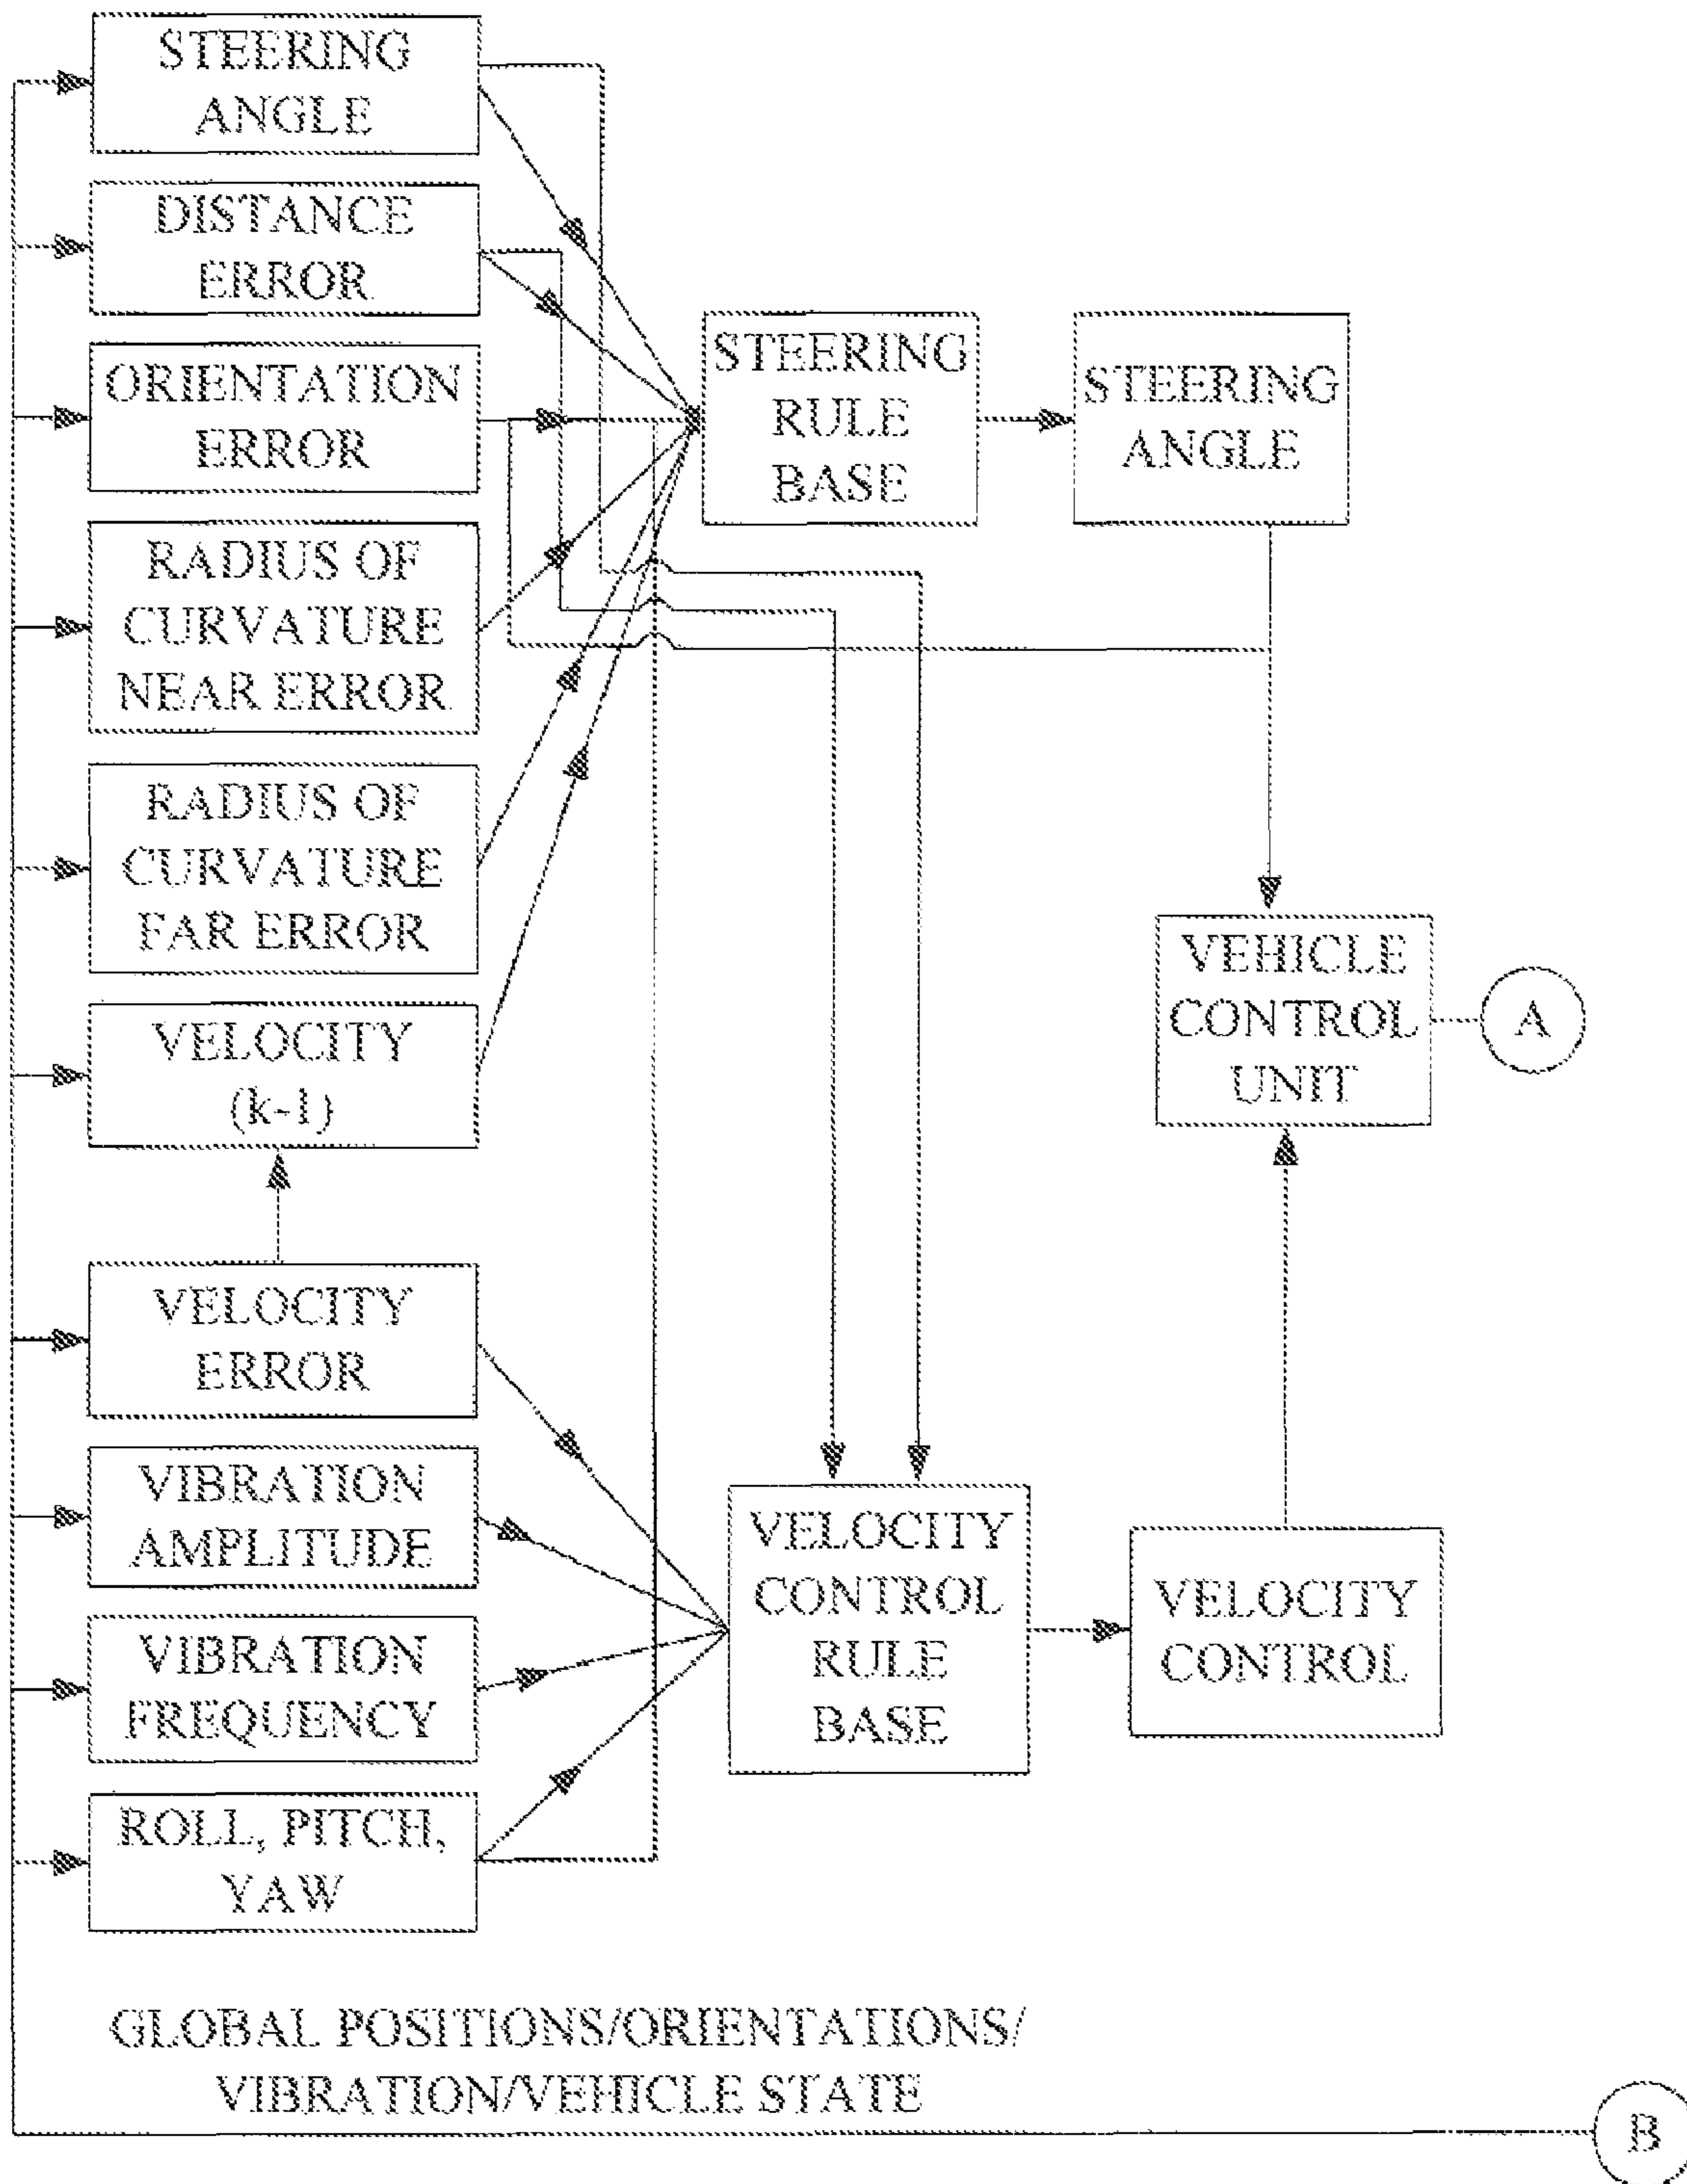 STEERING
ANGLE
DISTANCE
ERROR
ORIENTATION
ERROR
RADIUS OF
CURVATURE
NEAR ERROR
RADIUS OF
CURVATURE
FAR ERROR
VELOCITY
(k-1)
VELOCITY
ERROR
VIBRATION
AMPLITUDE
VIBRATION
FREQUENCY
ROLL, PITCH,
YAW
STEERING
RULE
BASE
STEERING
ANGLE
VEHICLE
CONTROL
UNIT
A
VELOCITY
CONTROL
RULE
BASE
VELOCITY
CONTROL
GLOBAL POSITIONS/ORIENTATIONS/
VIBRATION/VEHICLE STATE
B